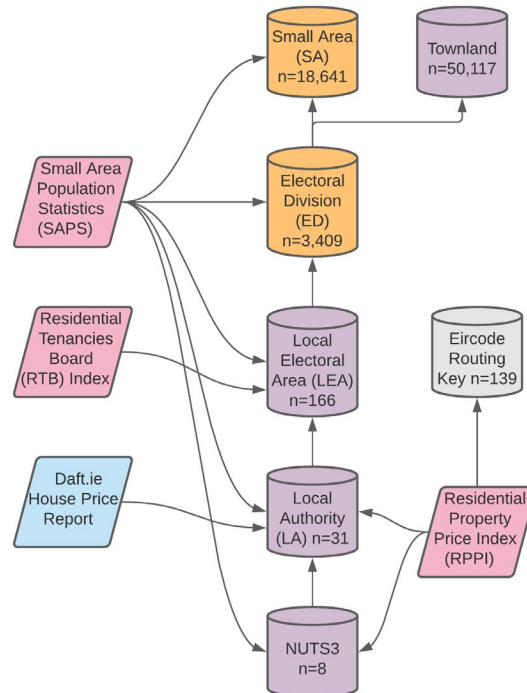 Small Area
(SA)
n=18,641
Townland
n=50,117
Small Area
Population
Statistics
(SAPS)
Electoral
Division
(ED)
n=3,409
Residential
Tenancies
Board
(RTB) Index
Local
Electoral
Area (LEA)
n=166
Eircode
Routing
Key n=139
Daft.ie
House Price
Report
Local
Authority
(LA) n=31
Residential
Property
Price Index
(RPPI)
NUTS3
n=8